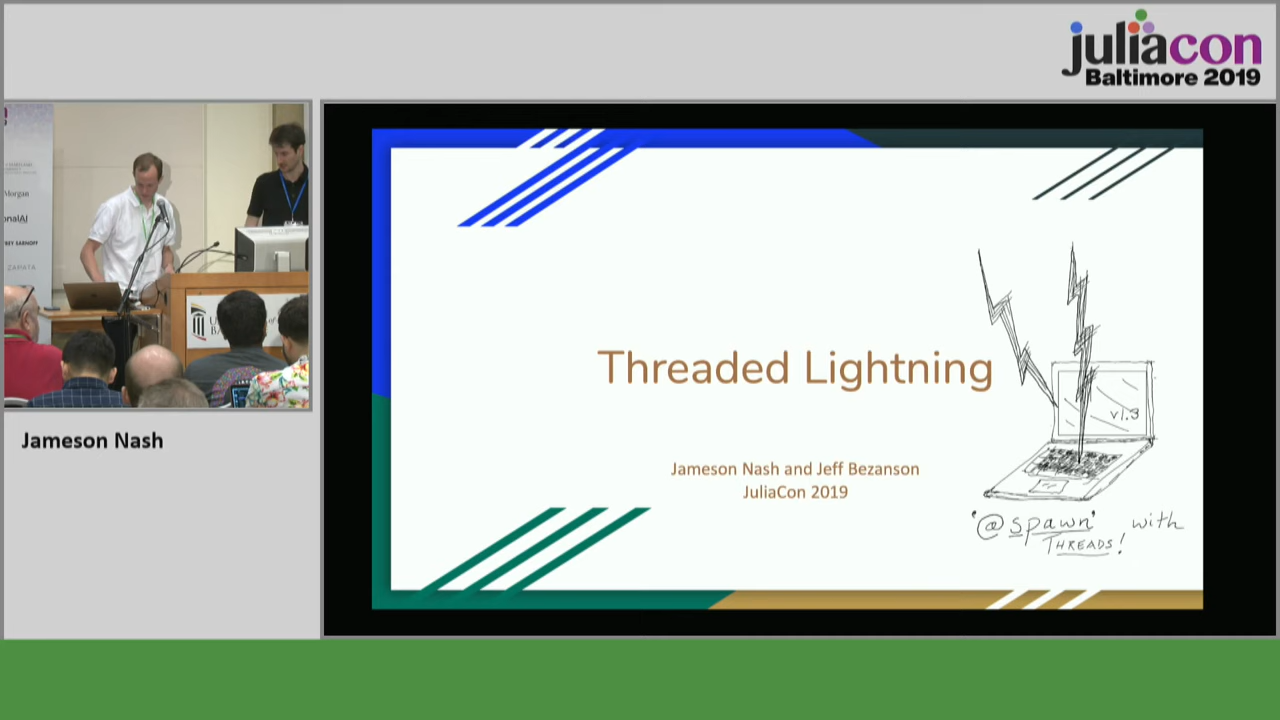 juliacon
Baltimore 2019
Morgan
ZAPATA
Jameson Nash
Threaded Lightning
Jameson Nash and Jeff Bezanson
JuliaCon 2019
v1.3
'@spawn' with
THREADS!